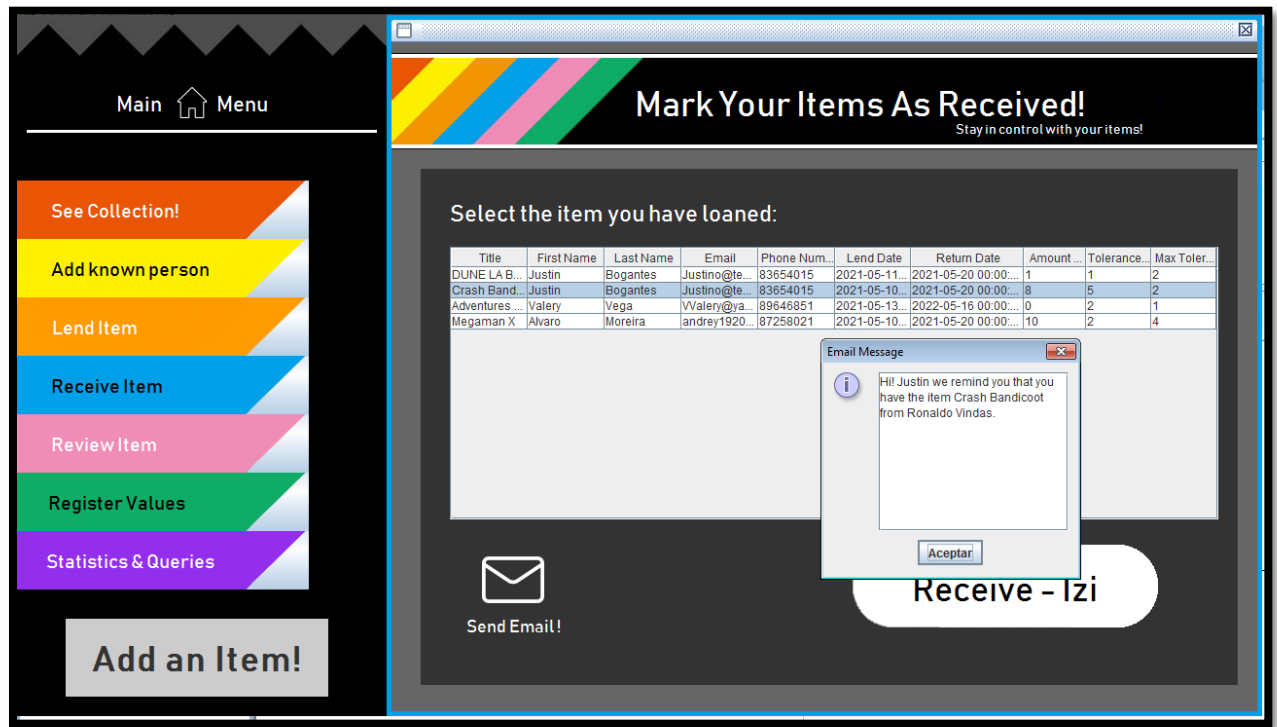 Main Menu
See Collection!
Add known person
Lend Item
Receive Item
Review Item
Register Values
Statistics & Queries
Add an Item!
Mark Your Items As Received!
Stay in control with your items!
Select the item you have loaned:
Title First Name Last Name Email Phone Num... Lend Date Return Date Amount ... Tolerance... Max Toler...
DUNE LA B... Justin Bogantes Justino@te... 83654015 2021-05-11... 2021-05-20 00:00:... 1 1 2
Crash Band... Justin Bogantes Justino@te... 83654015 2021-05-10... 2021-05-20 00:00:... 8 5 2
Adventures ... Valery Vega VValery@ya... 89646851 2021-05-13... 2022-05-16 00:00:... 0 2 1
Megaman X Alvaro Moreira andrey1920... 87258021 2021-05-10... 2021-05-20 00:00:... 10 2 4
Email Message
Hi! Justin we remind you that you
have the item Crash Bandicoot
from Ronaldo Vindas.
Aceptar
Send Email!
Receive - Izi